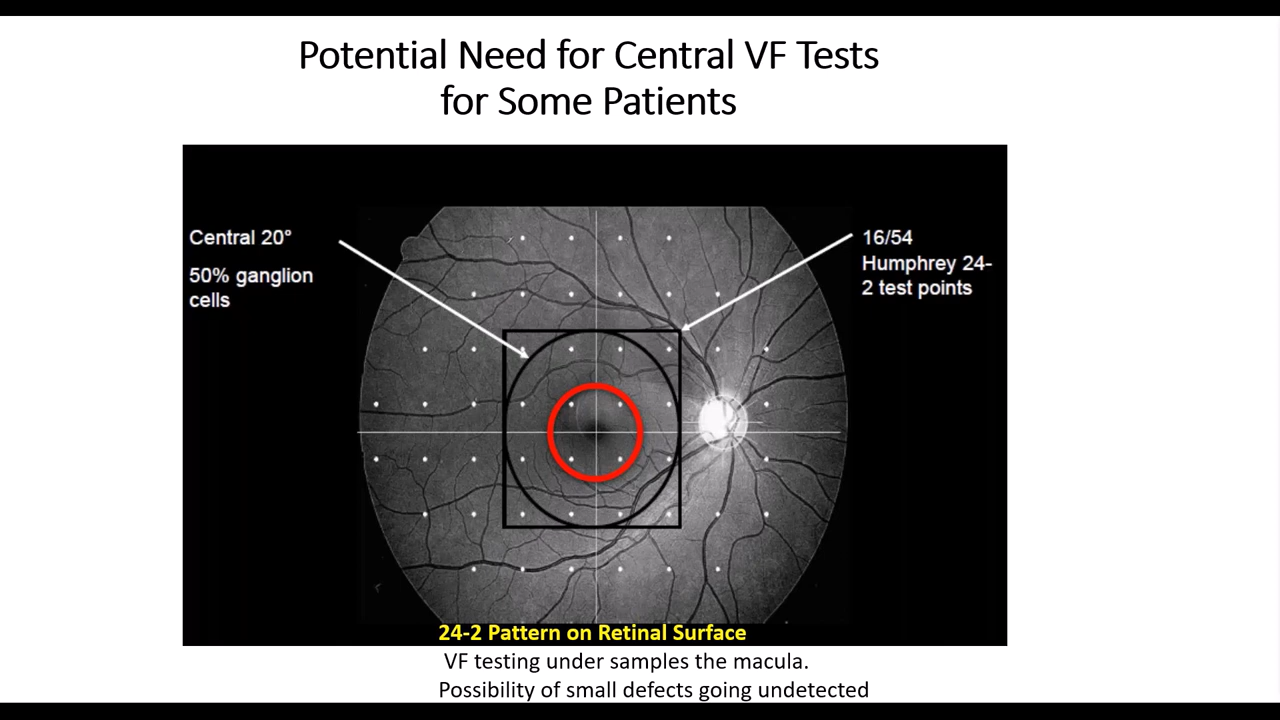 Potential Need for Central VF Tests
for Some Patients
Central 20°
50% ganglion
cells
16/54
Humphrey 24-
2 test points
24-2 Pattern on Retinal Surface
VF testing under samples the macula.
Possibility of small defects going undetected